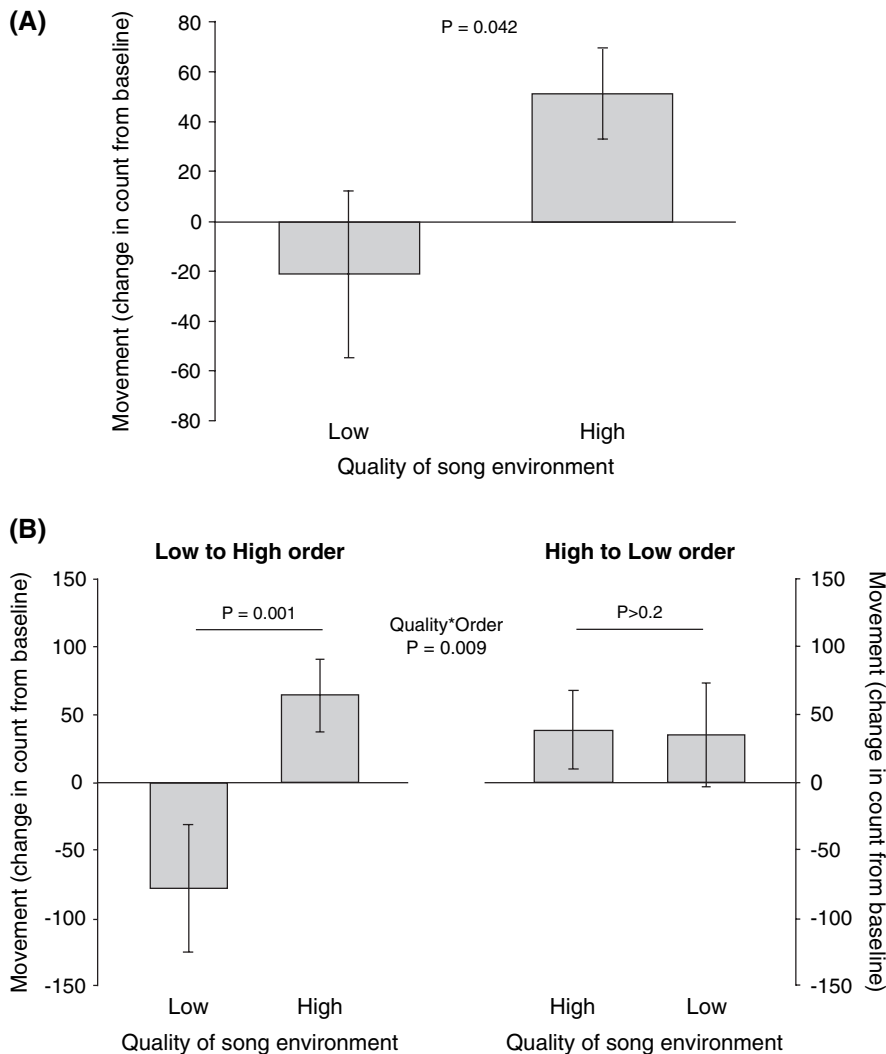 (A)
P = 0.042
Movement (change in count from baseline)
80
60
40
20
0
-20
-40
-60
-80
Low High
Quality of song environment
(B)
Low to High order
High to Low order
Movement (change in count from baseline)
150
100
50
0
-50
-100
-150
P = 0.001
Quality*Order
P = 0.009
P>0.2
150
100
50
0
-50
-100
-150
Movement (change in count from baseline)
Low High
Quality of song environment
High Low
Quality of song environment